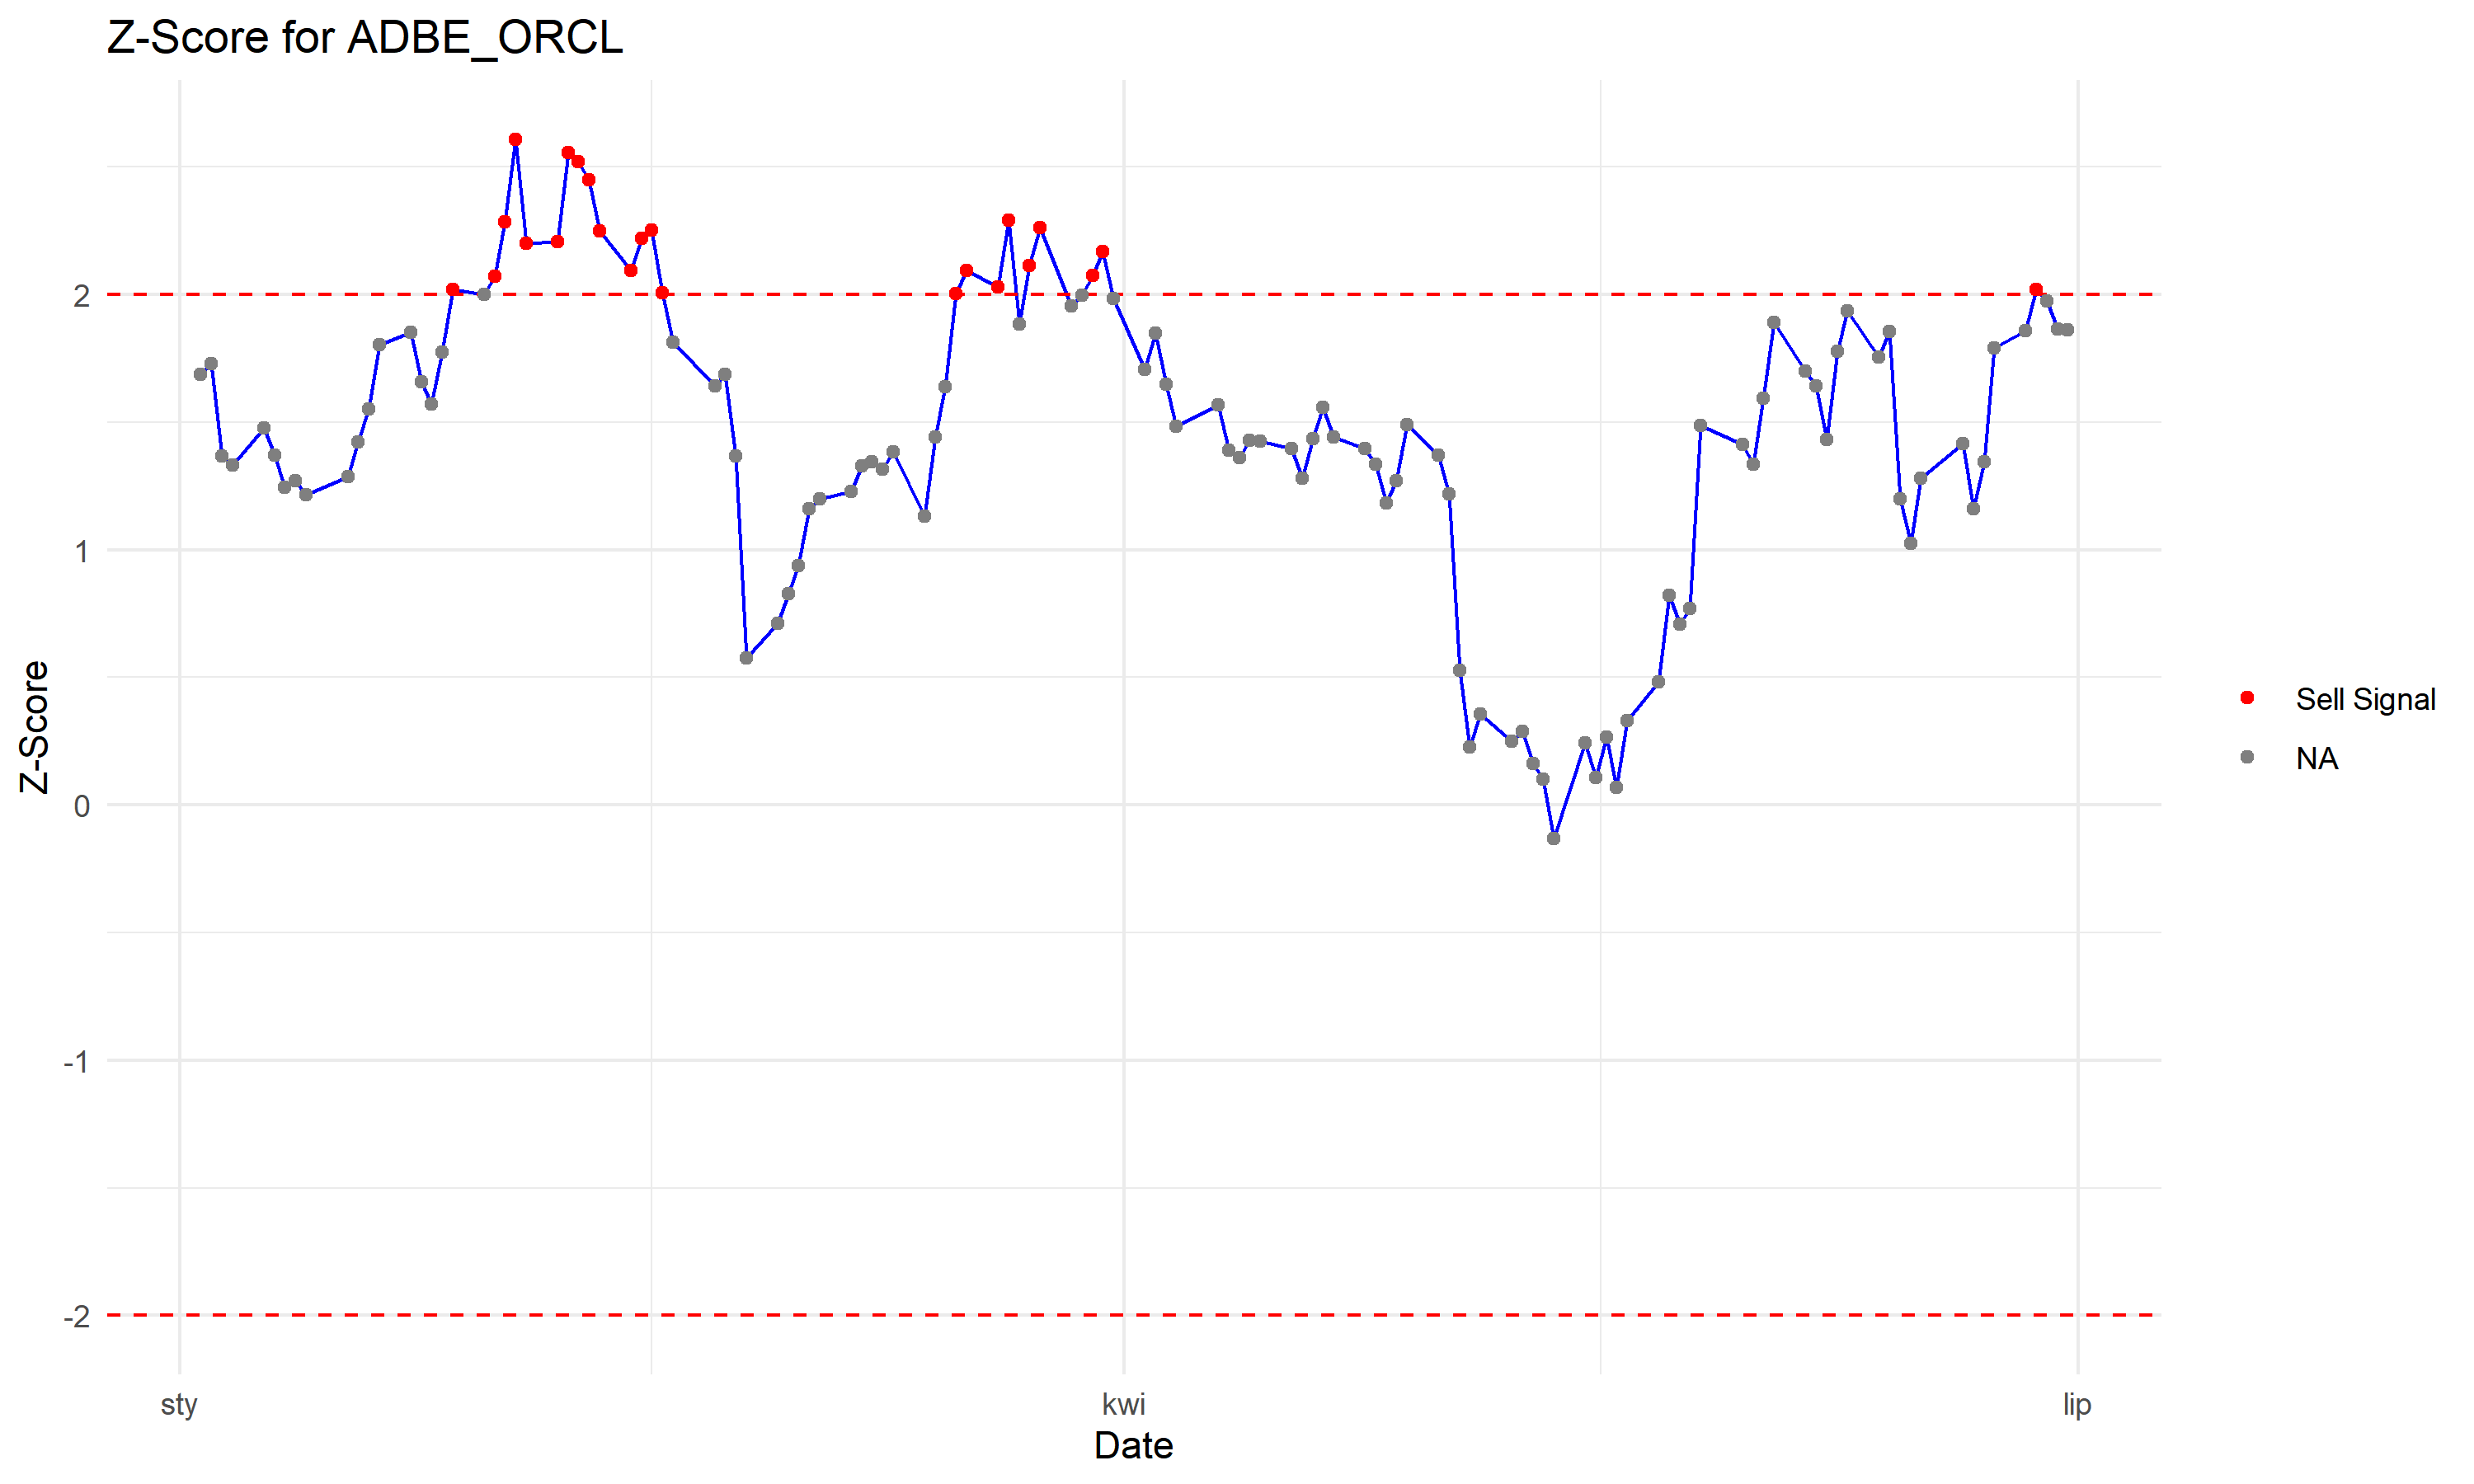 Z-Score for ADBE_ORCL
Z-Score
2
1
0
-1
-2
sty
kwi
lip
Date
Sell Signal
NA